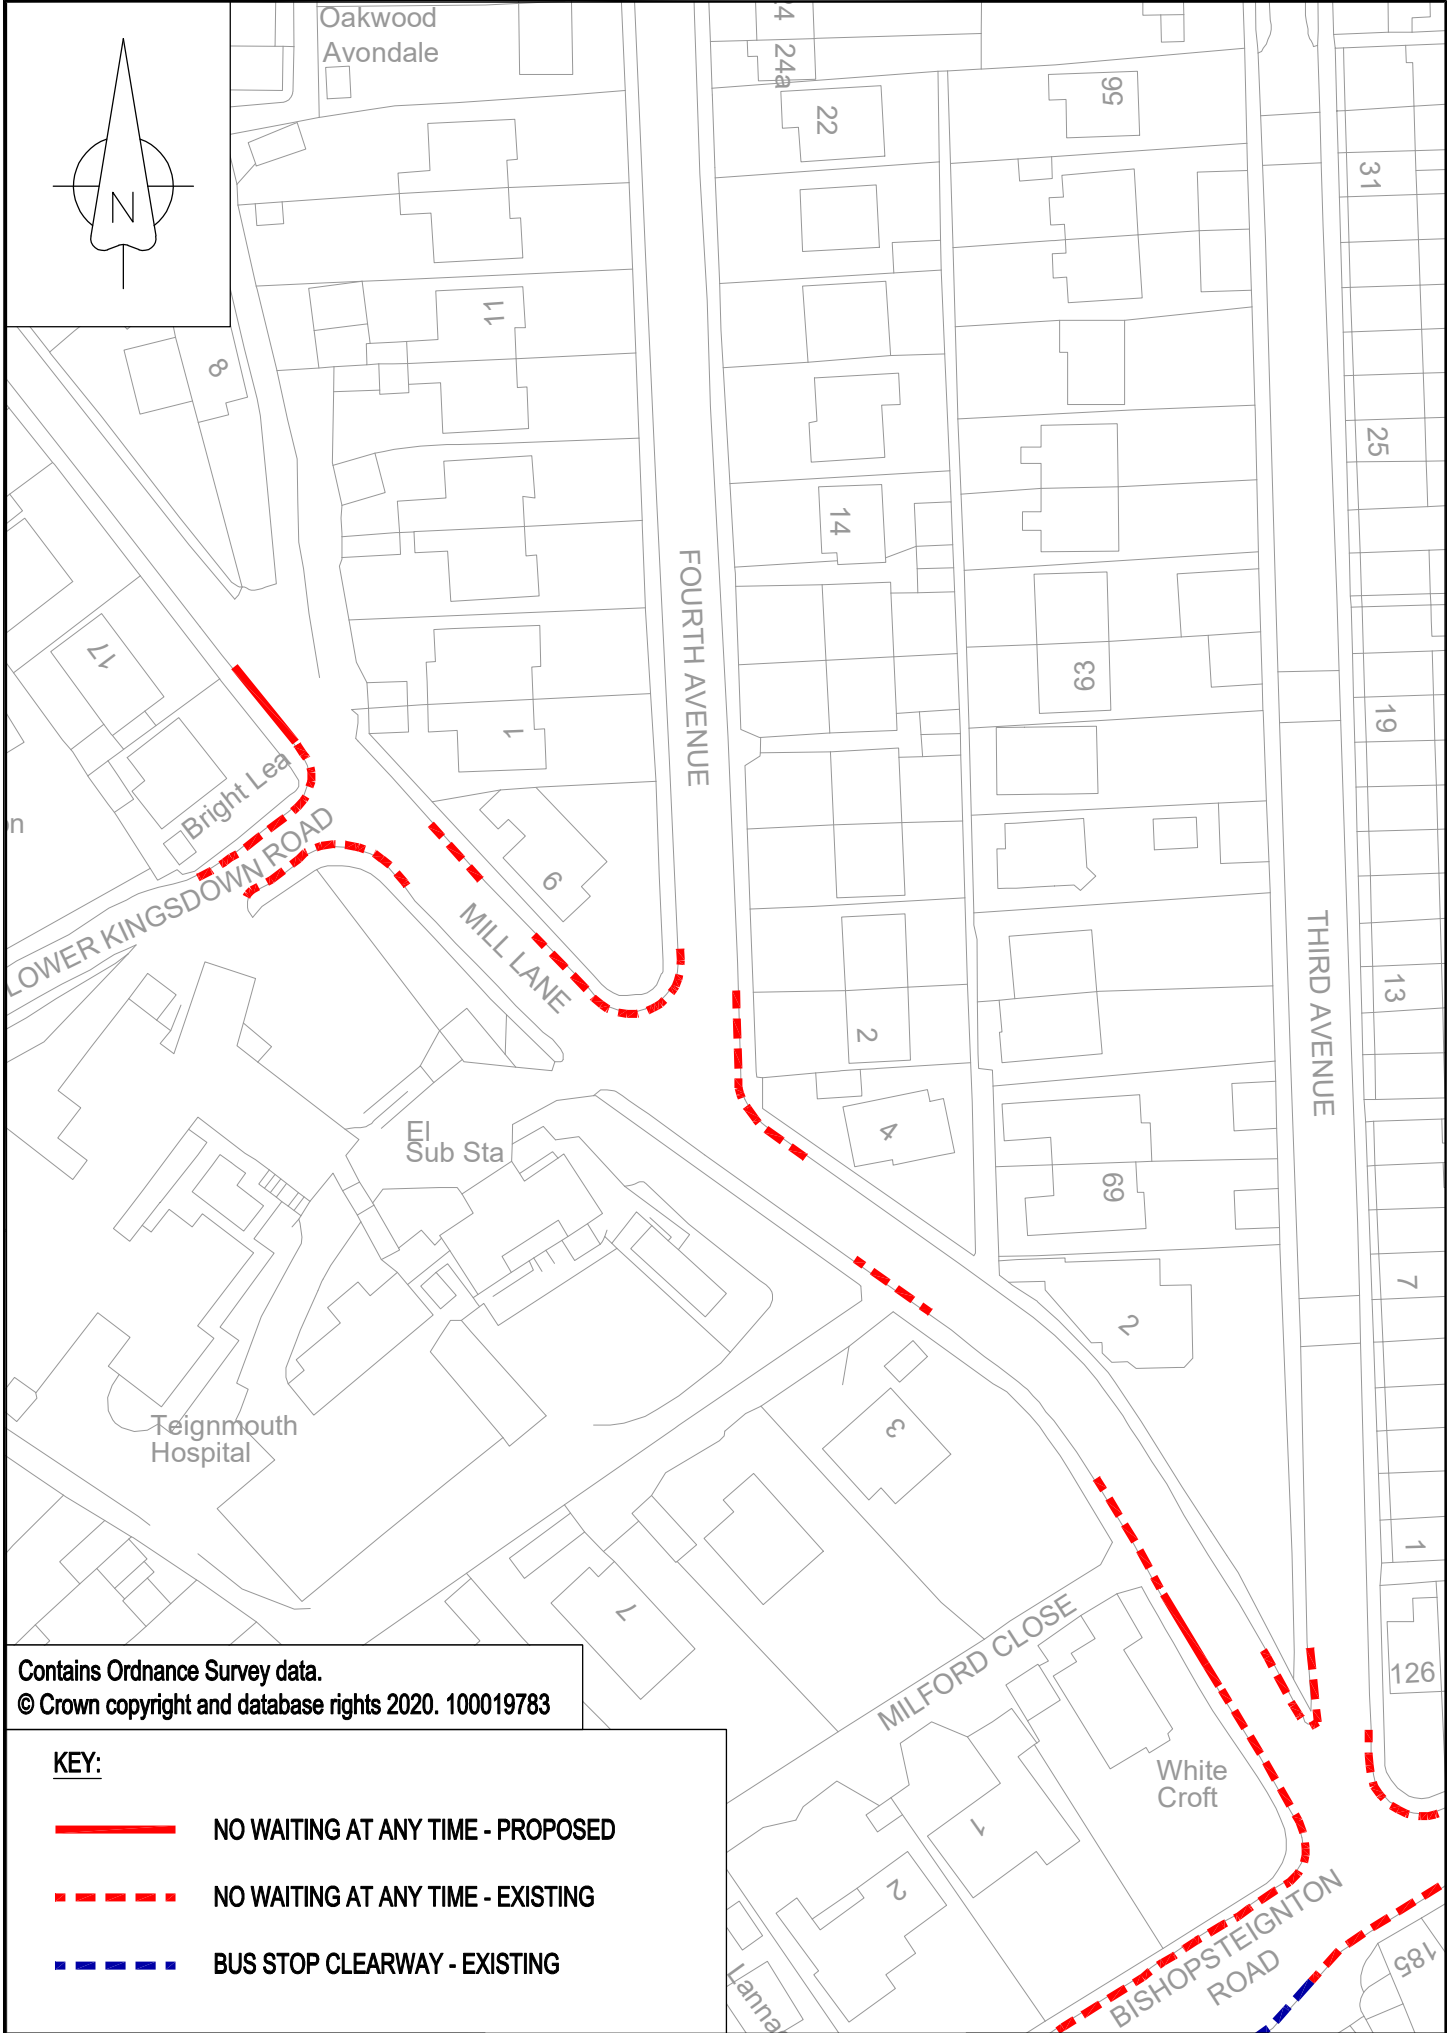 Oakwood
Avondale
N
24a
22
95
31
11
8
25
14
FOURTH AVENUE
17
63
19
1
Bright Lea
LOWER KINGSDOWN ROAD
9
MILL LANE
THIRD AVENUE
13
2
4
El
Sub Sta
69
7
2
Teignmouth
Hospital
3
1
7
MILFORD CLOSE
126
White
Croft
1
2
BISHOPSTEIGNTON
ROAD
185
Contains Ordnance Survey data.
© Crown copyright and database rights 2020. 100019783
KEY:
NO WAITING AT ANY TIME - PROPOSED
NO WAITING AT ANY TIME - EXISTING
BUS STOP CLEARWAY - EXISTING